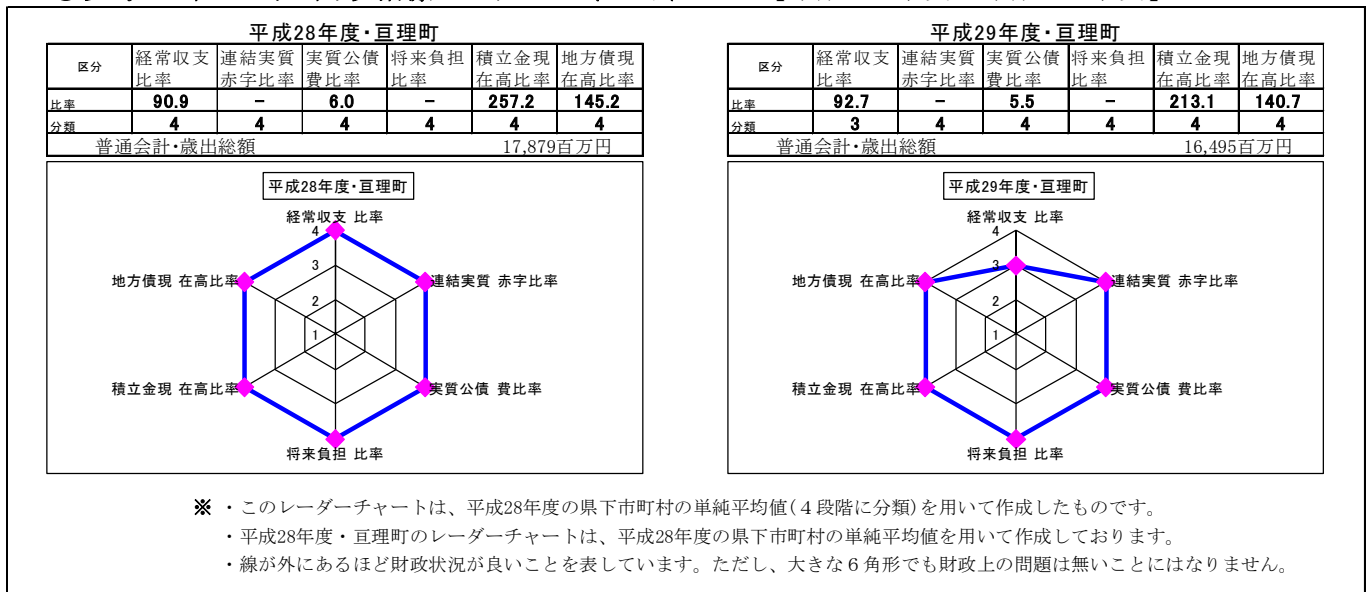 平成28年度・亘理町
区分 経常収支比率 連結実質赤字比率 実質公債費比率 将来負担比率 積立金現在高比率 地方債現在高比率
比率 90.9 － 6.0 － 257.2 145.2
分類 4 4 4 4 4 4
普通会計・歳出総額 17,879百万円
平成28年度・亘理町
経常収支 比率
4
地方債現 在高比率 3 連結実質 赤字比率
2
1
積立金現 在高比率 実質公債 費比率
将来負担 比率
平成29年度・亘理町
区分 経常収支比率 連結実質赤字比率 実質公債費比率 将来負担比率 積立金現在高比率 地方債現在高比率
比率 92.7 － 5.5 － 213.1 140.7
分類 3 4 4 4 4 4
普通会計・歳出総額 16,495百万円
平成29年度・亘理町
経常収支 比率
4
地方債現 在高比率 3 連結実質 赤字比率
2
1
積立金現 在高比率 実質公債 費比率
将来負担 比率
※ ・このレーダーチャートは、平成28年度の県下市町村の単純平均値(４段階に分類)を用いて作成したものです。
・平成28年度・亘理町のレーダーチャートは、平成28年度の県下市町村の単純平均値を用いて作成しております。
・線が外にあるほど財政状況が良いことを表しています。ただし、大きな６角形でも財政上の問題は無いことにはなりません。